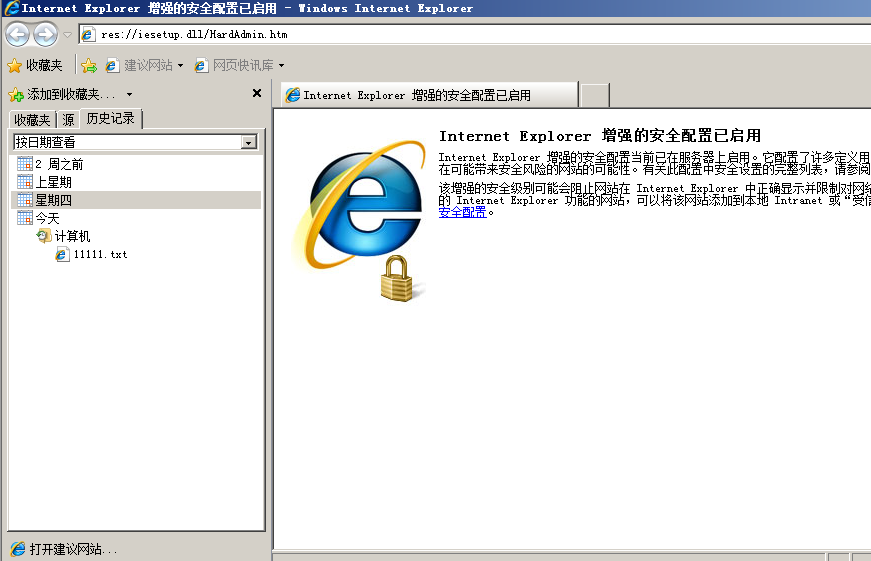 Internet Explorer 增强的安全配置已启用 - Windows Internet Explorer
res://iesetup.dll/HardAdmin.htm
收藏夹 建议网站 网页快讯库
添加到收藏夹...
Internet Explorer 增强的安全配置已启用
收藏夹 源 历史记录
按日期查看
2 周之前
上星期
星期四
今天
计算机
11111.txt
Internet Explorer 增强的安全配置已启用
Internet Explorer 增强的安全配置当前已在服务器上启用。它配置了许多定义用
在可能带来安全风险的网站的可能性。有关此配置中安全设置的完整列表，请参阅
该增强的安全级别可能会阻止网站在 Internet Explorer 中正确显示并限制对网络
的 Internet Explorer 功能的网站，可以将该网站添加到本地 Intranet 或“受信
安全配置。
打开建议网站...